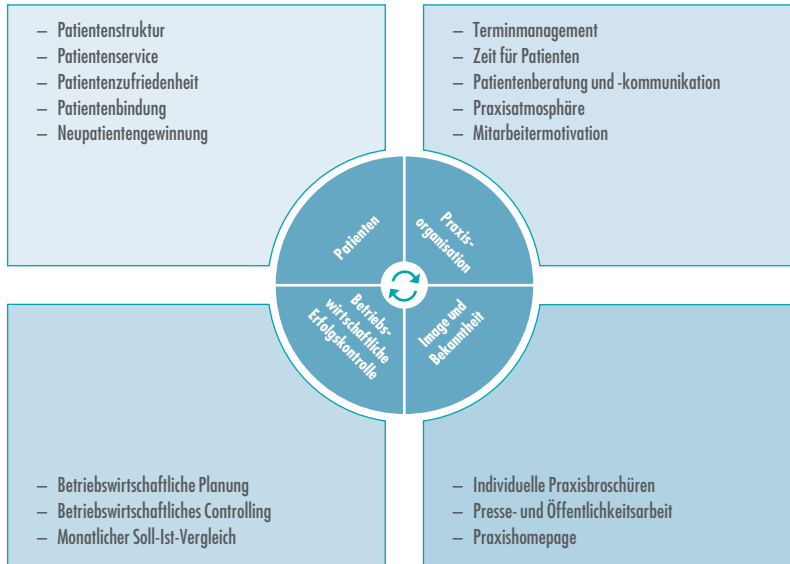 – Patientenstruktur
– Patientenservice
– Patientenzufriedenheit
– Patientenbindung
– Neupatientengewinnung
– Terminmanagement
– Zeit für Patienten
– Patientenberatung und -kommunikation
– Praxisatmosphäre
– Mitarbeitermotivation
Patienten
Praxis-
organisation
Betriebs-
wirtschaftliche
Erfolgskontrolle
Image und
Bekanntheit
– Betriebswirtschaftliche Planung
– Betriebswirtschaftliches Controlling
– Monatlicher Soll-Ist-Vergleich
– Individuelle Praxisbroschüren
– Presse- und Öffentlichkeitsarbeit
– Praxishomepage